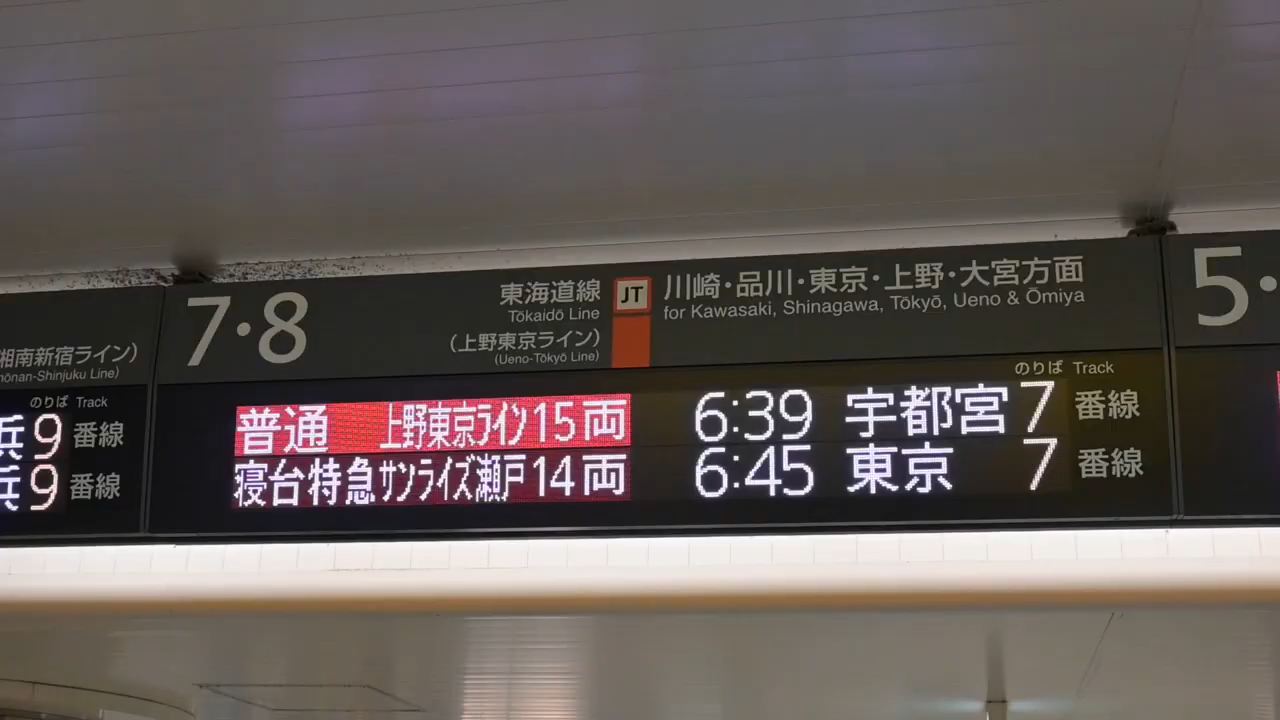 湘南新宿ライン)
nan-Shinjuku Line)
のりば Track
浜 9 番線
浜 9 番線
7・8
東海道線
Tōkaidō Line
(上野東京ライン)
(Ueno-Tōkyō Line)
JT
川崎・品川・東京・上野・大宮方面
for Kawasaki, Shinagawa, Tōkyō, Ueno & Ōmiya
のりば Track
普通 上野東京ライン 15両 6:39 宇都宮 7 番線
寝台特急 サンライズ瀬戸 14両 6:45 東京 7 番線
5・